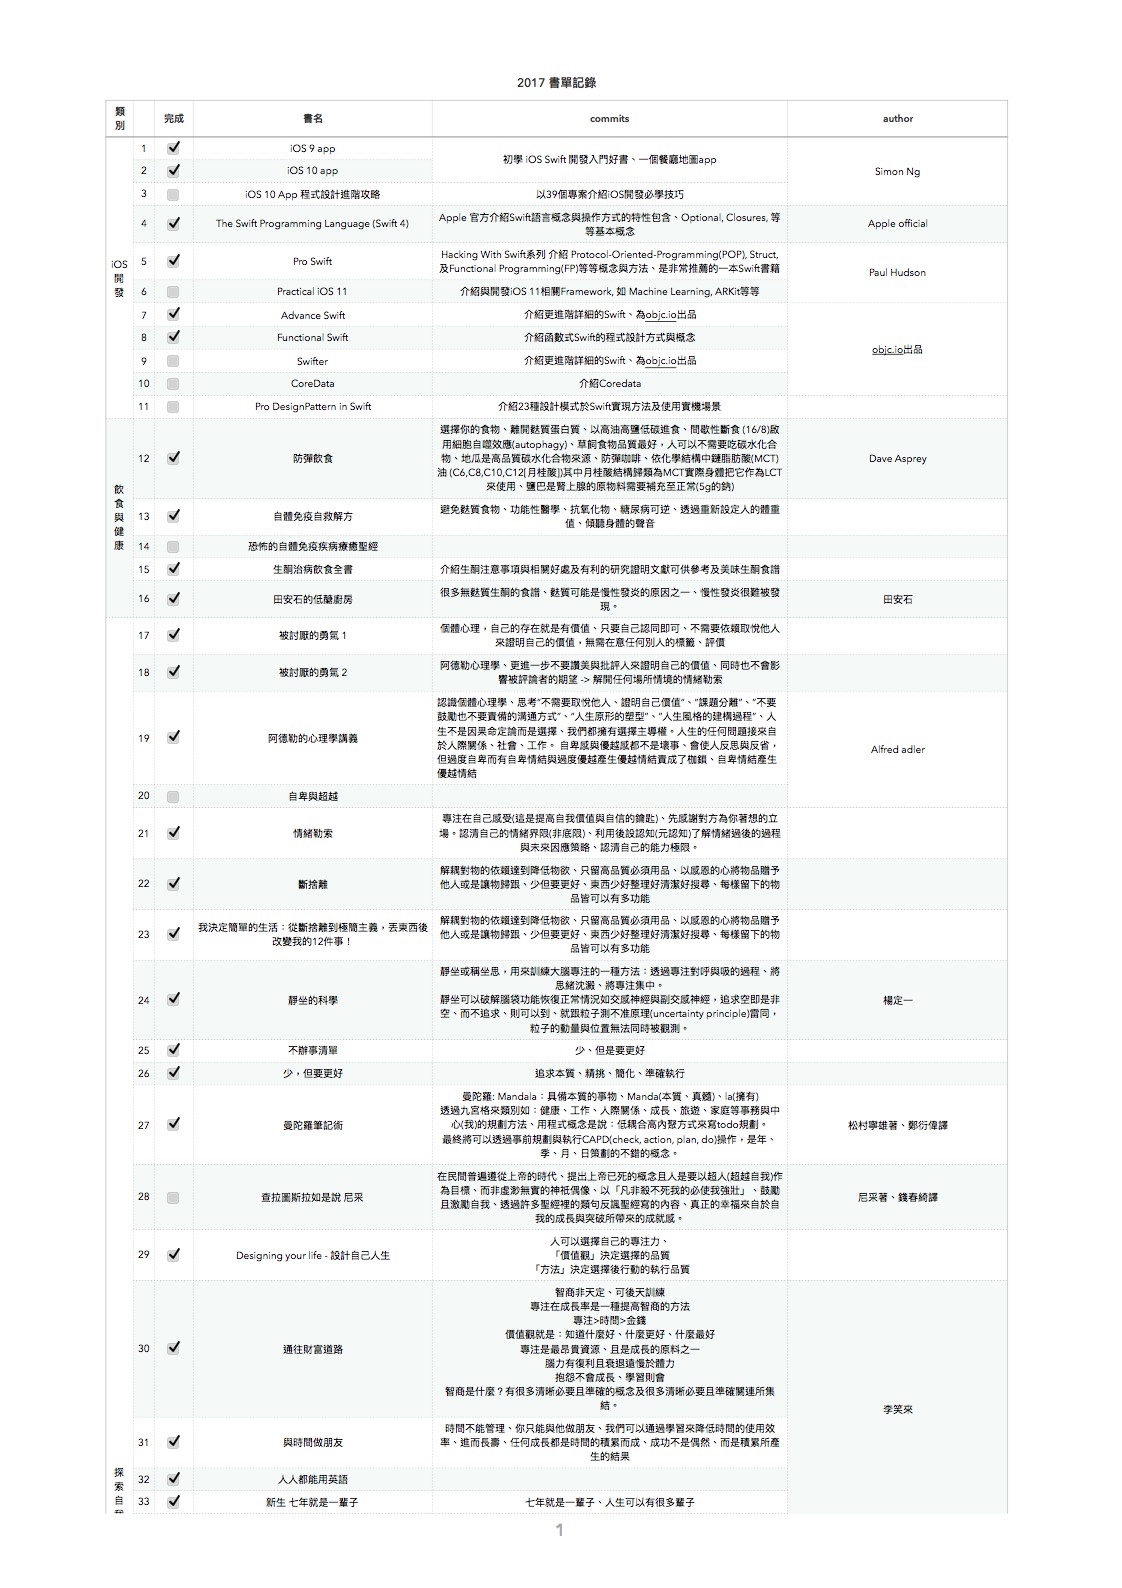 2017 書單記錄
類
別
完成
書名
commits
author
iOS
開
發
1
iOS 9 app
初學 iOS Swift 開發入門好書、一個餐廳地圖app
Simon Ng
2
iOS 10 app
3
iOS 10 App 程式設計進階攻略
以39個專案介紹iOS開發必學技巧
4
The Swift Programming Language (Swift 4)
Apple 官方介紹Swift語言概念與操作方式的特性包含、Optional, Closures, 等
等基本概念
Apple official
5
Pro Swift
Hacking With Swift系列 介紹 Protocol-Oriented-Programming(POP), Struct,
及Functional Programming(FP)等等概念與方法、是非常推薦的一本Swift書籍
Paul Hudson
6
Practical iOS 11
介紹與開發iOS 11相關Framework, 如 Machine Learning, ARKit等等
7
Advance Swift
介紹更進階詳細的Swift、為objc.io出品
objc.io出品
8
Functional Swift
介紹函數式Swift的程式設計方式與概念
9
Swifter
介紹更進階詳細的Swift、為objc.io出品
10
CoreData
介紹Coredata
11
Pro DesignPattern in Swift
介紹23種設計模式於Swift實現方法及使用實機場景
飲
食
與
健
康
12
防彈飲食
選擇你的食物、離開麩質蛋白質、以高油高鹽低碳進食、間歇性斷食 (16/8)啟
用細胞自噬效應(autophagy)、草飼食物品質最好，人可以不需要吃碳水化合
物、地瓜是高品質碳水化合物來源、防彈咖啡、依化學結構中鏈脂肪酸(MCT)
油 (C6,C8,C10,C12[月桂酸])其中月桂酸結構歸類為MCT實際身體把它作為LCT
來使用、鹽巴是腎上腺的原物料需要補充至正常(5g的鈉)
Dave Asprey
13
自體免疫自救解方
避免麩質食物、功能性醫學、抗氧化物、糖尿病可逆、透過重新設定人的體重
值、傾聽身體的聲音
14
恐怖的自體免疫疾病療癒聖經
15
生酮治病飲食全書
介紹生酮注意事項與相關好處及有利的研究證明文獻可供參考及美味生酮食譜
16
田安石的低醣廚房
很多無麩質生酮的食譜、麩質可能是慢性發炎的原因之一、慢性發炎很難被發
現。
田安石
17
被討厭的勇氣 1
個體心理，自己的存在就是有價值、只要自己認同即可、不需要依賴取悅他人
來證明自己的價值，無需在意任何別人的標籤、評價
18
被討厭的勇氣 2
阿德勒心理學、更進一步不要讚美與批評人來證明自己的價值、同時也不會影
響被評論者的期望 -> 解開任何場所情境的情緒勒索
19
阿德勒的心理學講義
認識個體心理學、思考"不需要取悅他人、證明自己價值"、"課題分離"、"不要
鼓勵也不要責備的溝通方式"、"人生原形的塑型"、"人生風格的建構過程"、人
生不是因果命定論而是選擇、我們都擁有選擇主導權。人生的任何問題接來自
於人際關係、社會、工作。 自卑感與優越感都不是壞事、會使人反思與反省，
但過度自卑而有自卑情結與過度優越產生優越情結賁成了枷鎖、自卑情結產生
優越情結
Alfred adler
20
自卑與超越
21
情緒勒索
專注在自己感受(這是提高自我價值與自信的鑰匙)、先感謝對方為你著想的立
場。認清自己的情緒界限(非底限)、利用後設認知(元認知)了解情緒過後的過程
與未來因應策略、認清自己的能力極限。
22
斷捨離
解耦對物的依賴達到降低物欲、只留高品質必須用品、以感恩的心將物品贈予
他人或是讓物歸跟、少但要更好、東西少好整理好清潔好搜尋、每樣留下的物
品皆可以有多功能
23
我決定簡單的生活：從斷捨離到極簡主義，丟東西後
改變我的12件事！
解耦對物的依賴達到降低物欲、只留高品質必須用品、以感恩的心將物品贈予
他人或是讓物歸跟、少但要更好、東西少好整理好清潔好搜尋、每樣留下的物
品皆可以有多功能
24
靜坐的科學
靜坐或稱坐思，用來訓練大腦專注的一種方法：透過專注對呼與吸的過程、將
思緒沈澱、將專注集中。
靜坐可以破解腦袋功能恢復正常情況如交感神經與副交感神經，追求空即是非
空、而不追求、則可以到、就跟粒子測不准原理(uncertainty principle)當同，
粒子的動量與位置無法同時被觀測。
楊定一
25
不辦事清單
少、但是要更好
26
少，但要更好
追求本質、精挑、簡化、準確執行
27
曼陀羅筆記術
曼陀羅: Mandala：具備本質的事物、Manda(本質、真髓)、la(擁有)
透過九宮格來類別如：健康、工作、人際關係、成長、旅遊、家庭等事務與中
心(我)的規劃方法、用程式概念是說：低耦合高內聚方式來寫todo規劃。
最終將可以透過事前規劃與執行CAPD(check, action, plan, do)操作，是年、
季、月、日策劃的不錯的概念。
松村寧雄著、鄭衍偉譯
28
查拉圖斯拉如是說 尼采
在民間普遍遵從上帝的時代、提出上帝已死的概念且人是要以超人(超越自我)作
為目標、而非虛渺無實的神祇偶像、以「凡非殺不死我的必使我強壯」、鼓勵
且激勵自我、透過許多聖經裡的類句反諷聖經寫的內容、真正的幸福來自於自
我的成長與突破所帶來的成就感。
尼采著、錢春綺譯
29
Designing your life - 設計自己人生
人可以選擇自己的專注力、
「價值觀」決定選擇的品質
「方法」決定選擇後行動的執行品質
30
通往財富道路
智商非天定、可後天訓練
專注在成長率是一種提高智商的方法
專注>時間>金錢
價值觀就是：知道什麼好、什麼更好、什麼最好
專注是最昂貴資源、且是成長的原料之一
腦力有復利且衰退遠慢於體力
抱怨不會成長、學習則會
智商是什麼？有很多清晰必要且準確的概念及很多清晰必要且準確關連所集
結。
李笑來
31
與時間做朋友
時間不能管理、你只能與他做朋友、我們可以通過學習來降低時間的使用效
率、進而長壽、任何成長都是時間的積累而成、成功不是偶然、而是積累所產
生的結果
探
索
自
32
人人都能用英語
33
新生 七年就是一輩子
七年就是一輩子、人生可以有很多輩子
1